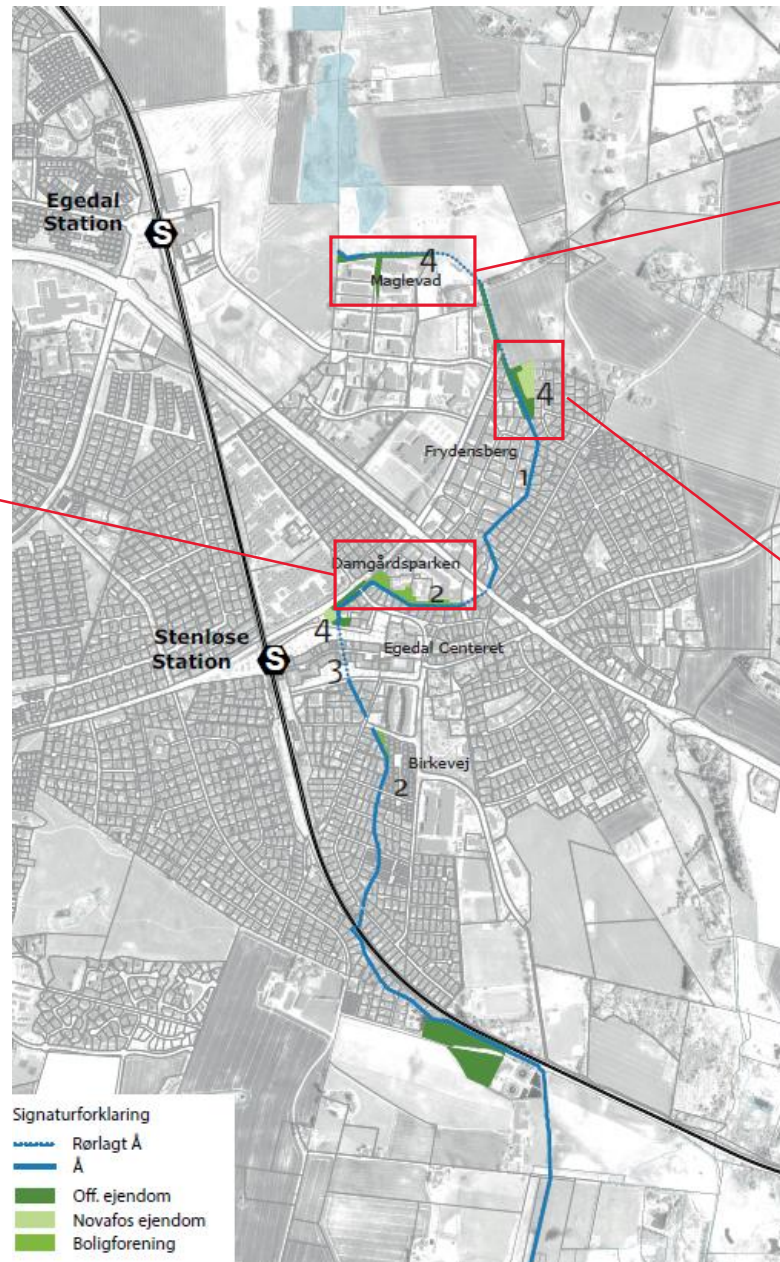 Egedal
Station
S
4
Maglevad
4
Frydensberg
1
Damgårdsparken
2
4
Egedal Centeret
Stenløse
Station
S
3
Birkevej
2
Signaturforklaring
Rørlagt Å
Å
Off. ejendom
Novafos ejendom
Boligforening